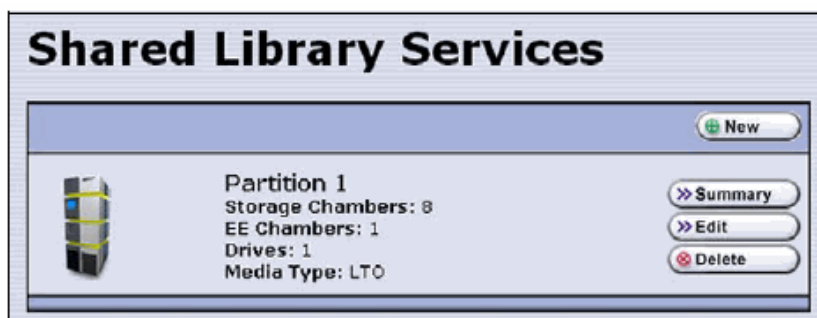 Shared Library Services
New
Partition 1
Storage Chambers: 8
EE Chambers: 1
Drives: 1
Media Type: LTO
Summary
Edit
Delete